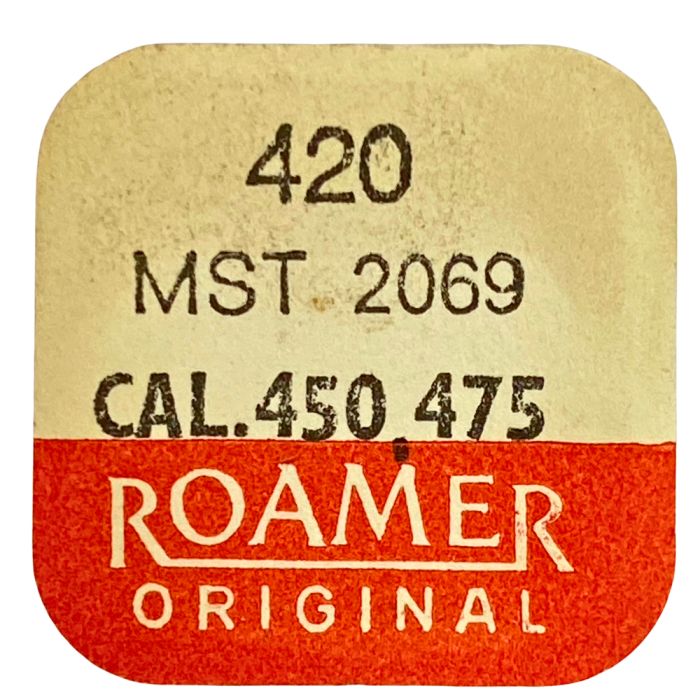 420
MST 2069
CAL.450, 475
ROAMER
ORIGINAL